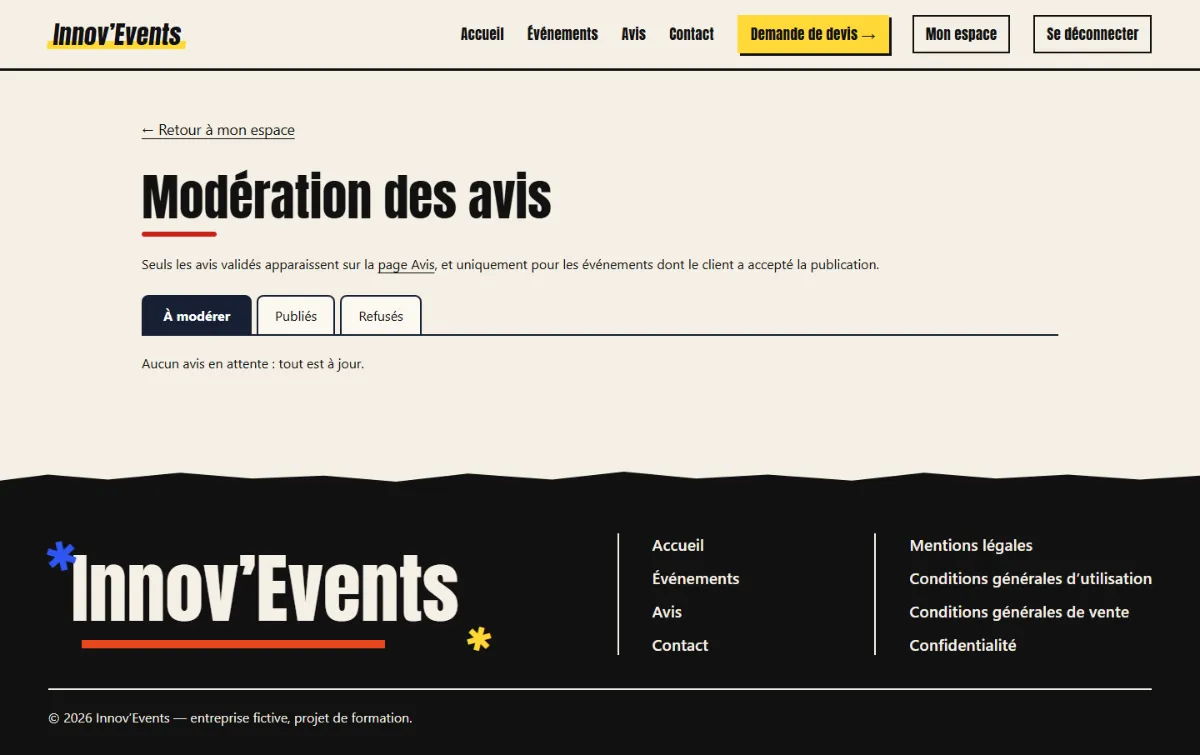 Innov’Events
Accueil
Événements
Avis
Contact
Demande de devis →
Mon espace
Se déconnecter
← Retour à mon espace
Modération des avis
Seuls les avis validés apparaissent sur la page Avis, et uniquement pour les événements dont le client a accepté la publication.
À modérer
Publiés
Refusés
Aucun avis en attente : tout est à jour.
Innov’Events
Accueil
Événements
Avis
Contact
Mentions légales
Conditions générales d’utilisation
Conditions générales de vente
Confidentialité
© 2026 Innov’Events — entreprise fictive, projet de formation.